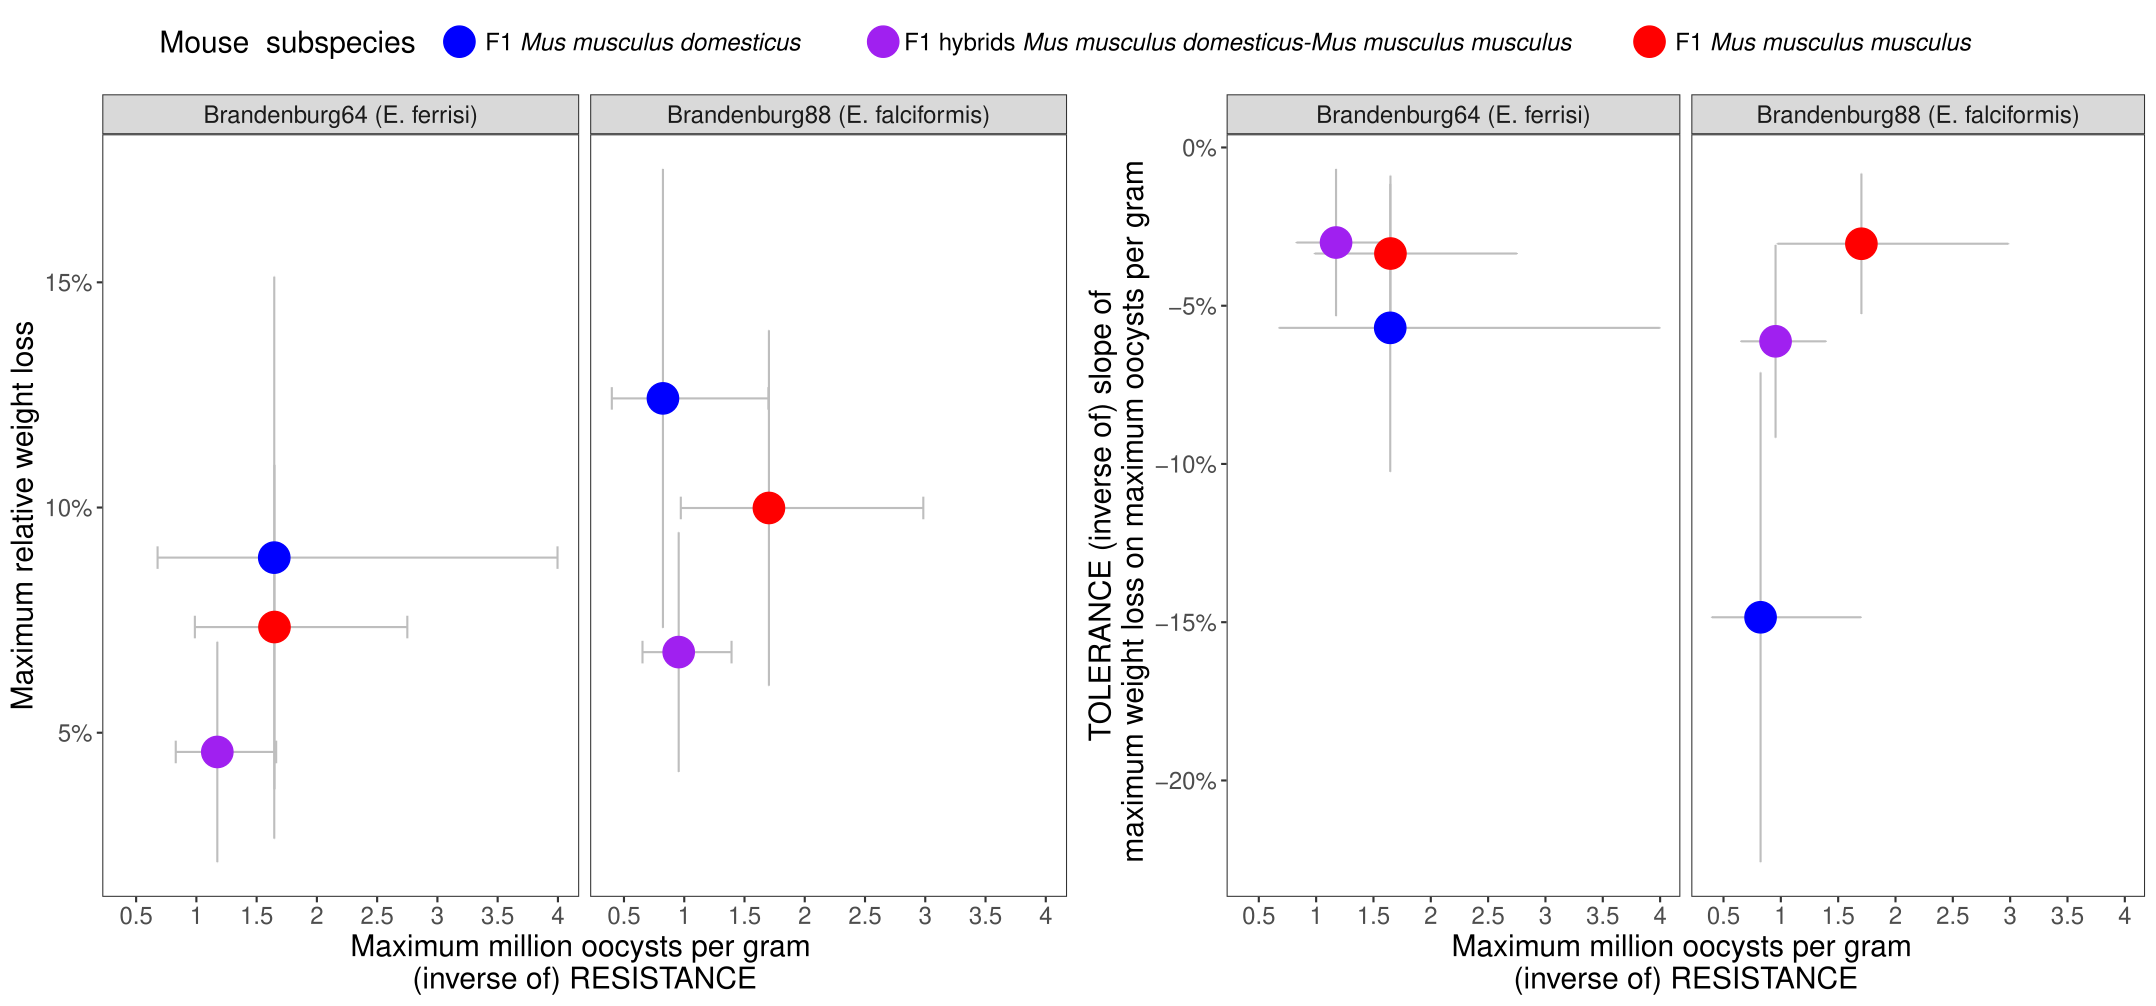 Mouse subspecies F1 Mus musculus domesticus F1 hybrids Mus musculus domesticus-Mus musculus musculus F1 Mus musculus musculus
Brandenburg64 (E. ferrisi)
Brandenburg88 (E. falciformis)
Maximum relative weight loss
15%
10%
5%
0.5 1 1.5 2 2.5 3 3.5 4
0.5 1 1.5 2 2.5 3 3.5 4
Maximum million oocysts per gram
(inverse of) RESISTANCE
Brandenburg64 (E. ferrisi)
Brandenburg88 (E. falciformis)
TOLERANCE (inverse of) slope of
maximum weight loss on maximum oocysts per gram
0%
−5%
−10%
−15%
−20%
0.5 1 1.5 2 2.5 3 3.5 4
0.5 1 1.5 2 2.5 3 3.5 4
Maximum million oocysts per gram
(inverse of) RESISTANCE